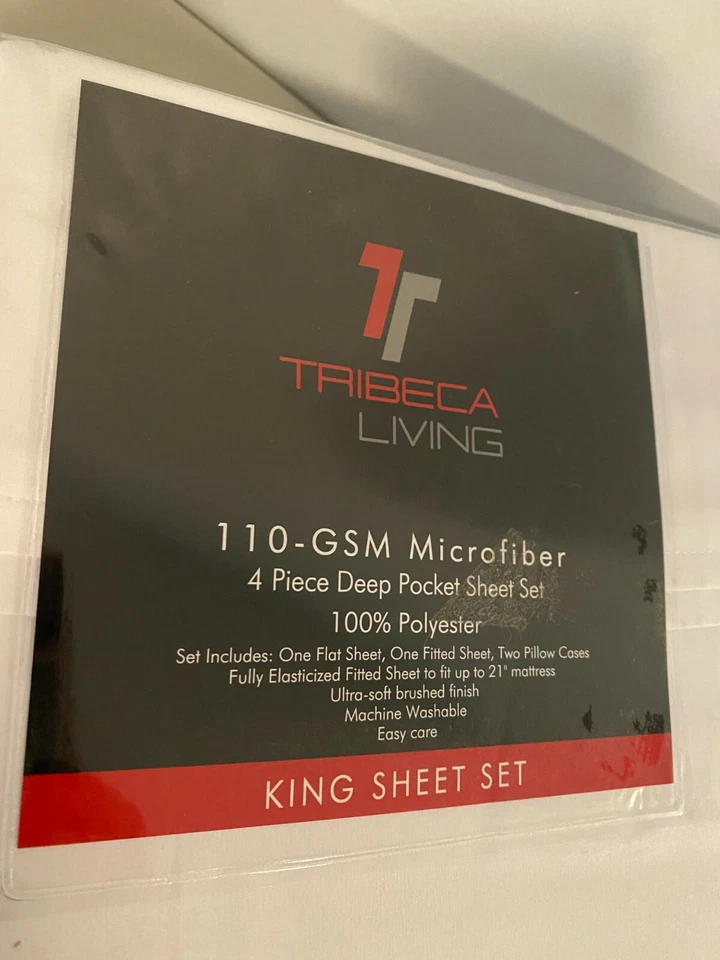 TRIBECA
LIVING
110-GSM Microfiber
4 Piece Deep Pocket Sheet Set
100% Polyester
Set Includes: One Flat Sheet, One Fitted Sheet, Two Pillow Cases
Fully Elasticized Fitted Sheet to fit up to 21" mattress
Ultra-soft brushed finish
Machine Washable
Easy care
KING SHEET SET